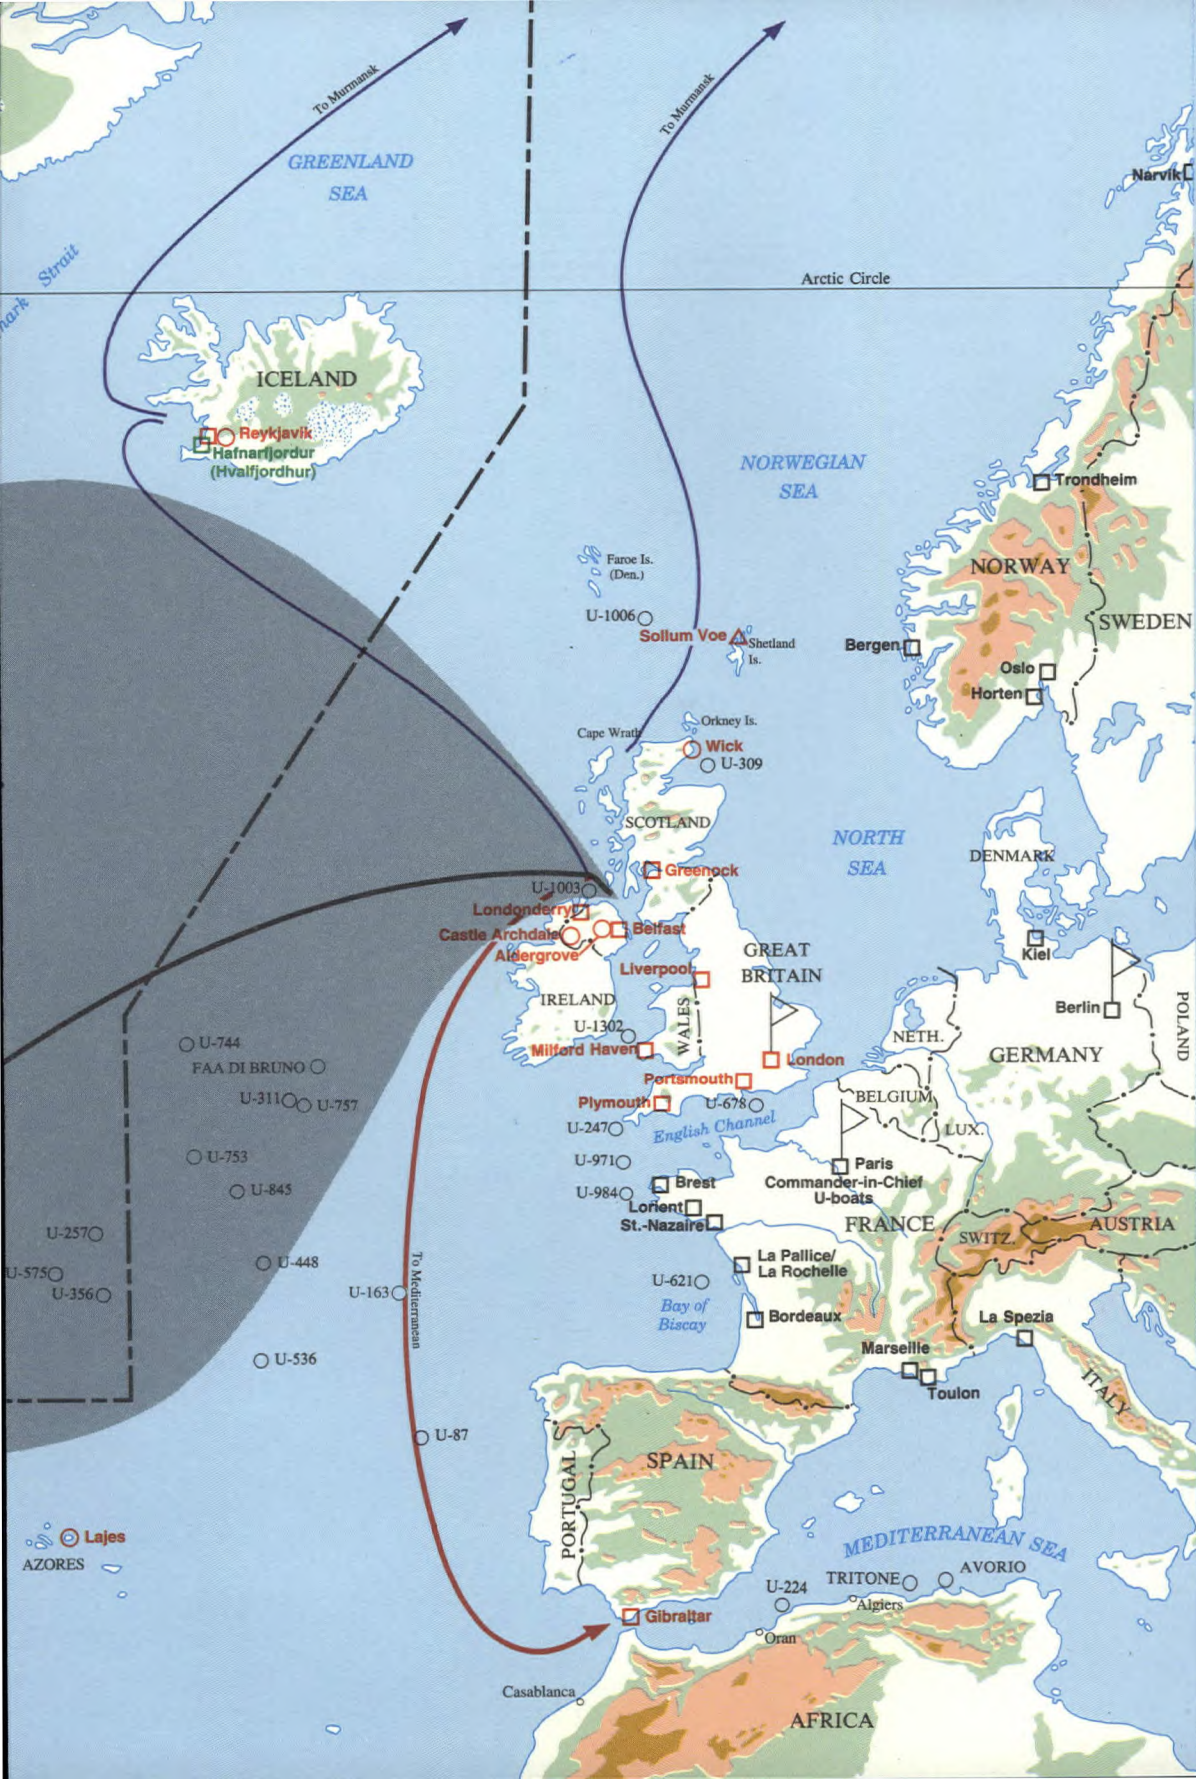 To Murmansk
To Murmansk
GREENLAND
SEA
Narvik
Strait
Arctic Circle
ICELAND
Reykjavik
Hafnarfjordur
(Hvalfjordhur)
NORWEGIAN
SEA
Trondheim
Faroe Is.
(Den.)
NORWAY
U-1006
SWEDEN
Sollum Voe
Shetland
Is.
Bergen
Oslo
Horten
Orkney Is.
Cape Wrath
Wick
U-309
SCOTLAND
NORTH
SEA
DENMARK
Greenock
U-1003
Londonderry
Castle Archdale
Belfast
Aldergrove
GREAT
BRITAIN
Kiel
Liverpool
IRELAND
WALES
Berlin
POLAND
U-1302
NETH.
U-744
Milford Haven
London
GERMANY
FAA DI BRUNO
Portsmouth
U-311
U-757
Plymouth
U-678
BELGIUM
English Channel
U-247
LUX.
U-753
U-971
Paris
Commander-in-Chief
U-boats
U-845
U-984
Brest
Lorient
St.-Nazaire
FRANCE
SWITZ.
AUSTRIA
U-257
U-448
La Pallice/
La Rochelle
U-575
U-356
U-163
To Mediterranean
U-621
Bay of
Biscay
Bordeaux
La Spezia
U-536
Marseille
Toulon
ITALY
U-87
SPAIN
PORTUGAL
Lajes
AZORES
MEDITERRANEAN SEA
U-224
TRITONE
AVORIO
Algiers
Gibraltar
Oran
Casablanca
AFRICA